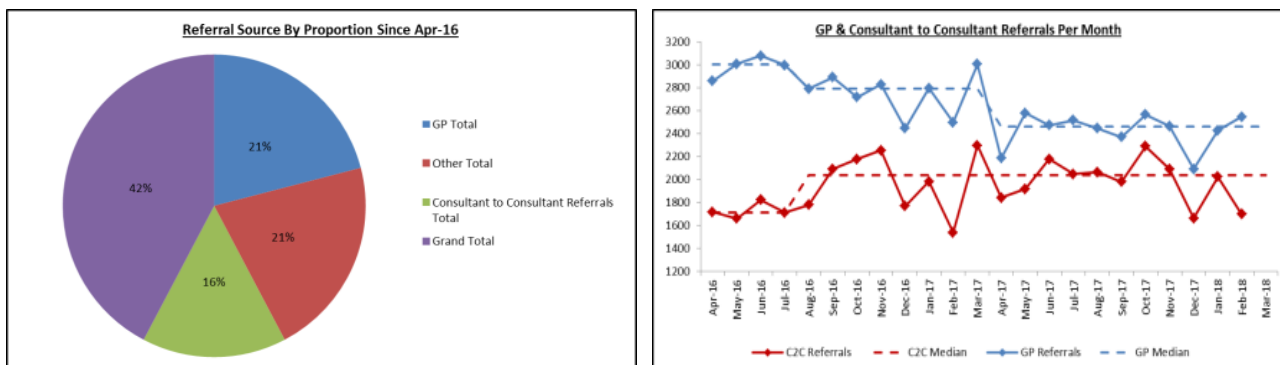 Referral Source By Proportion Since Apr-16
21%
42%
21%
16%
GP Total
Other Total
Consultant to Consultant Referrals
Total
Grand Total
GP & Consultant to Consultant Referrals Per Month
3200
3000
2800
2600
2400
2200
2000
1800
1600
1400
1200
Apr-16
May-16
Jun-16
Jul-16
Aug-16
Sep-16
Oct-16
Nov-16
Dec-16
Jan-17
Feb-17
Mar-17
Apr-17
May-17
Jun-17
Jul-17
Aug-17
Sep-17
Oct-17
Nov-17
Dec-17
Jan-18
Feb-18
Mar-18
C2C Referrals
C2C Median
GP Referrals
GP Median